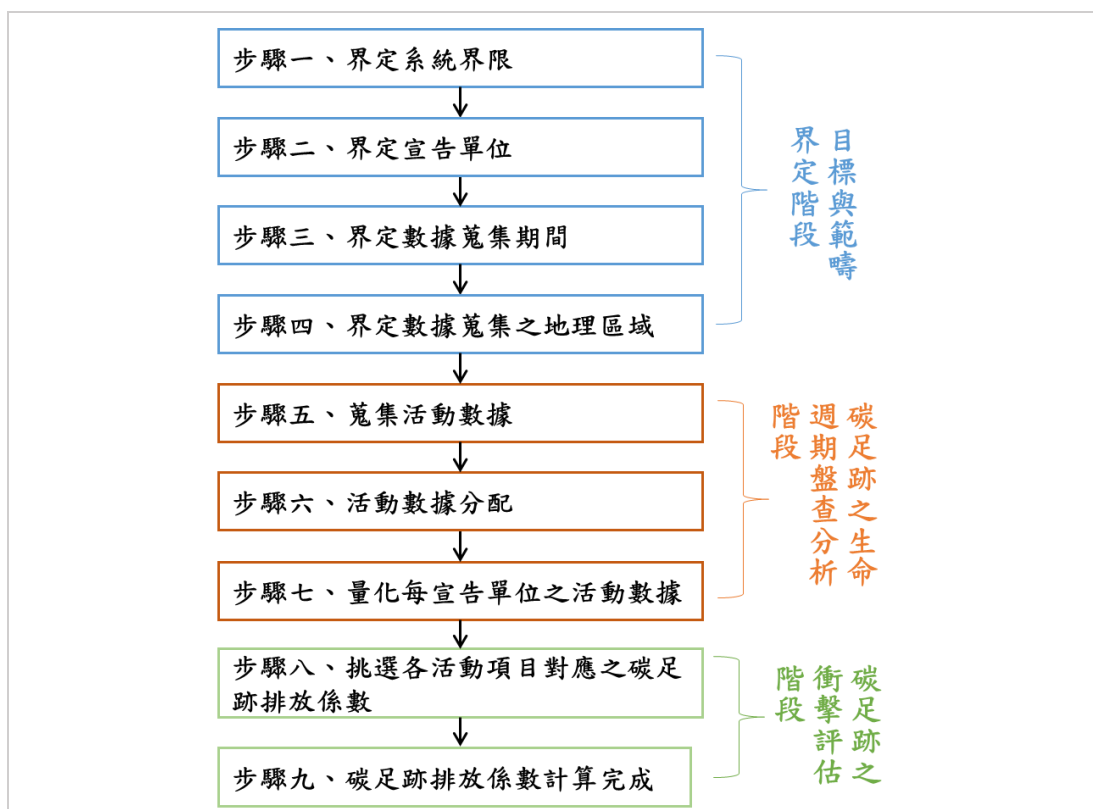 步驟一、界定系統界限
步驟二、界定宣告單位
步驟三、界定數據蒐集期間
步驟四、界定數據蒐集之地理區域
目標與範疇
界定階段
步驟五、蒐集活動數據
步驟六、活動數據分配
步驟七、量化每宣告單位之活動數據
碳足跡之生命
週期盤查分析
階段
步驟八、挑選各活動項目對應之碳足
跡排放係數
步驟九、碳足跡排放係數計算完成
碳足跡之
衝擊評估
階段